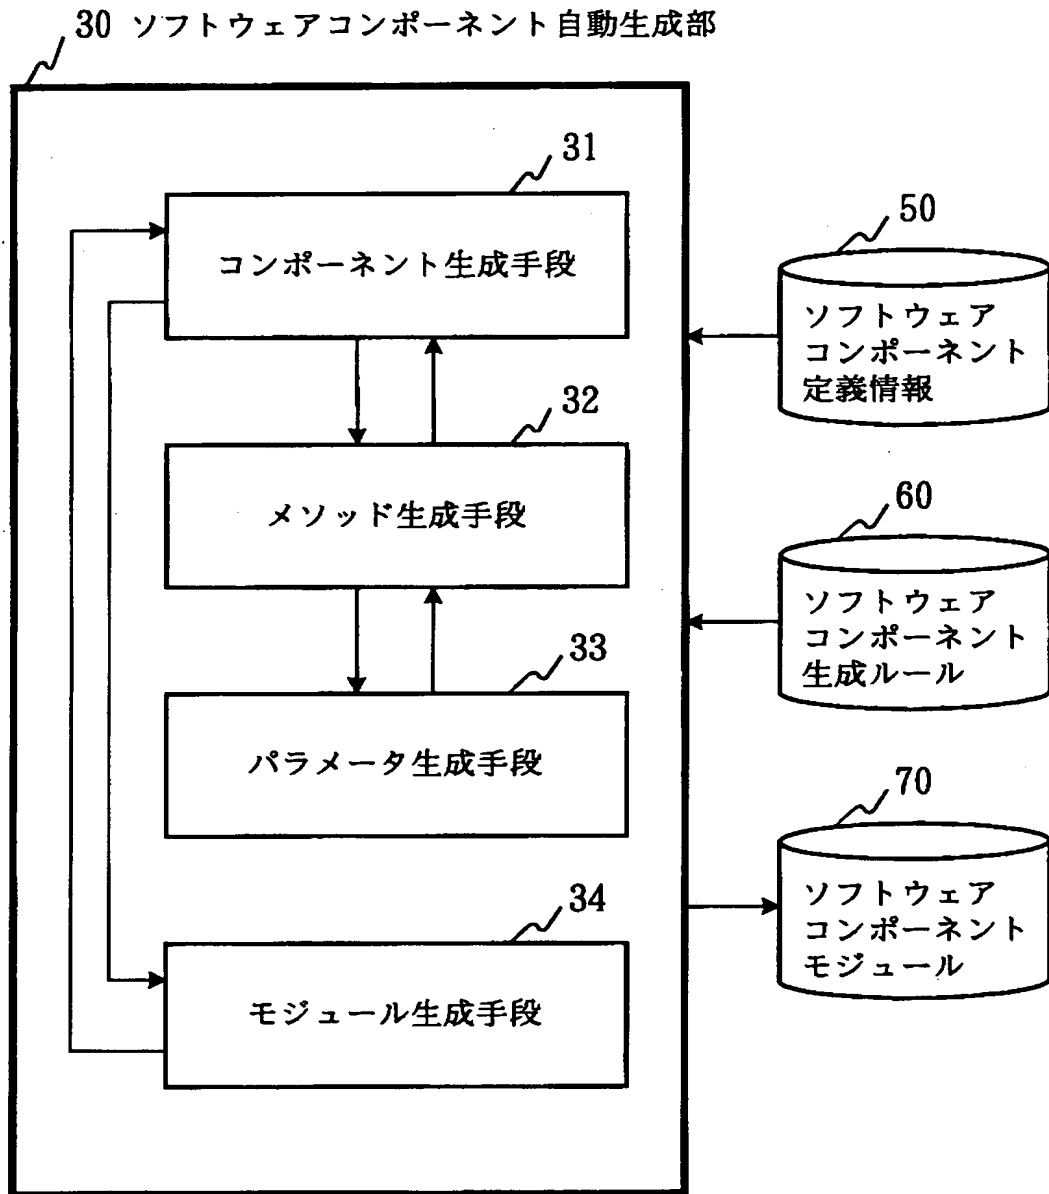 30 ソフトウェアコンポーネント自動生成部
31
コンポーネント生成手段
32
メソッド生成手段
33
パラメータ生成手段
34
モジュール生成手段
50
ソフトウェア
コンポーネント
定義情報
60
ソフトウェア
コンポーネント
生成ルール
70
ソフトウェア
コンポーネント
モジュール